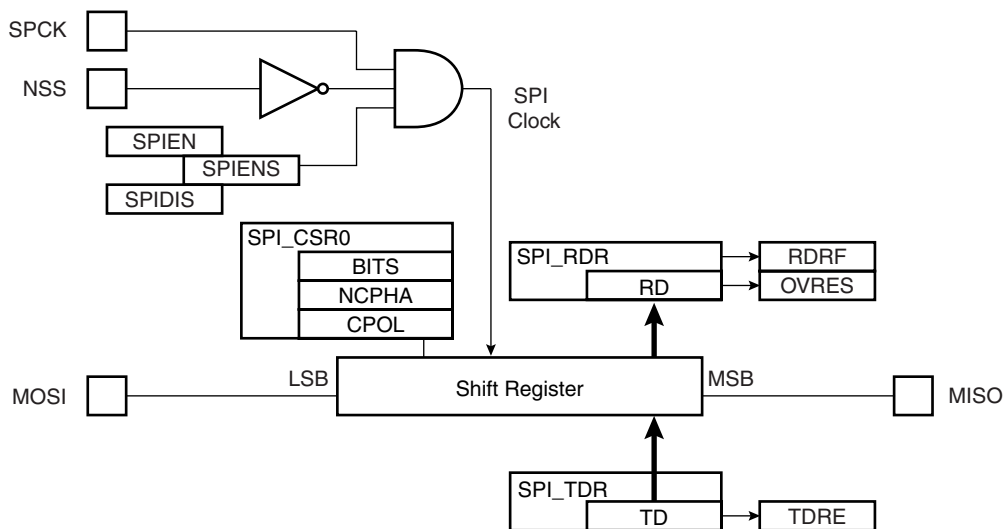 SPCK
NSS
SPI
Clock
SPIEN
SPIENS
SPIDIS
SPI_CSR0
BITS
NCPHA
CPOL
SPI_RDR
RD
RDRF
OVRES
MOSI
LSB
Shift Register
MSB
MISO
SPI_TDR
TD
TDRE